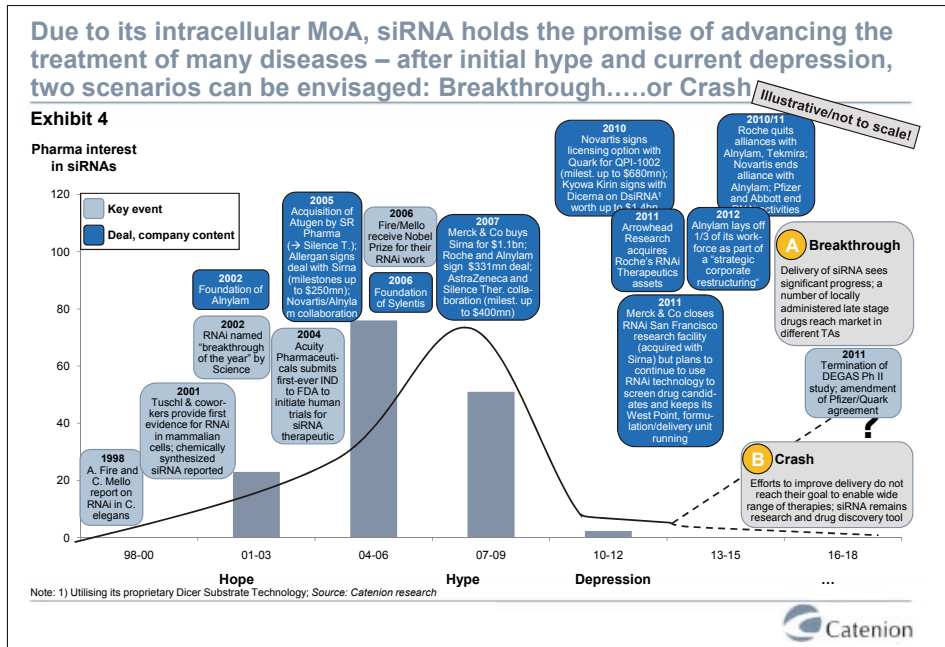 Due to its intracellular MoA, siRNA holds the promise of advancing the
treatment of many diseases – after initial hype and current depression,
two scenarios can be envisaged: Breakthrough…..or Crash
Illustrative/not to scale!
Exhibit 4
Pharma interest
in siRNAs
120
100
80
60
40
20
0
Key event
Deal, company content
1998
A. Fire and
C. Mello
report on
RNAi in C.
elegans
2001
Tuschl & cowor-
kers provide first
evidence for RNAi
in mammalian
cells; chemically
synthesized
siRNA reported
2002
Foundation of
Alnylam
2002
RNAi named
“breakthrough
of the year” by
Science
2004
Acuity
Pharmaceuti-
cals submits
first-ever IND
to FDA to
initiate human
trials for
siRNA
therapeutic
2005
Acquisition of
Atugen by SR
Pharma
(→ Silence T.);
Allergan signs
deal with Sirna
(milestones up
to $250mn);
Novartis/Alnyla
m collaboration
2006
Fire/Mello
receive Nobel
Prize for their
RNAi work
2006
Foundation
of Sylentis
2007
Merck & Co buys
Sirna for $1.1bn;
Roche and Alnylam
sign $331mn deal;
AstraZeneca and
Silence Ther. colla-
boration (milest. up
to $400mn)
2010
Novartis signs
licensing option with
Quark for QPI-1002
(milest. up to $680mn);
Kyowa Kirin signs with
Dicerna on DsiRNA¹
worth up to $1.4bn
2011
Arrowhead
Research
acquires
Roche’s RNAi
Therapeutics
assets
2011
Merck & Co closes
RNAi San Francisco
research facility
(acquired with
Sirna) but plans to
continue to use
RNAi technology to
screen drug candid-
ates and keeps its
West Point, formu-
lation/delivery unit
running
2010/11
Roche quits
alliances with
Alnylam, Tekmira;
Novartis ends
alliance with
Alnylam; Pfizer
and Abbott end
activities
2012
Alnylam lays off
1/3 of its work-
force as part of
a “strategic
corporate
restructuring“
A Breakthrough
Delivery of siRNA sees
significant progress; a
number of locally
administered late stage
drugs reach market in
different TAs
2011
Termination of
DEGAS Ph II
study; amendment
of Pfizer/Quark
agreement
?
B Crash
Efforts to improve delivery do not
reach their goal to enable wide
range of therapies; siRNA remains
research and drug discovery tool
98-00 01-03 04-06 07-09 10-12 13-15 16-18
Hope Hype Depression ...
Note: 1) Utilising its proprietary Dicer Substrate Technology; Source: Catenion research
Catenion